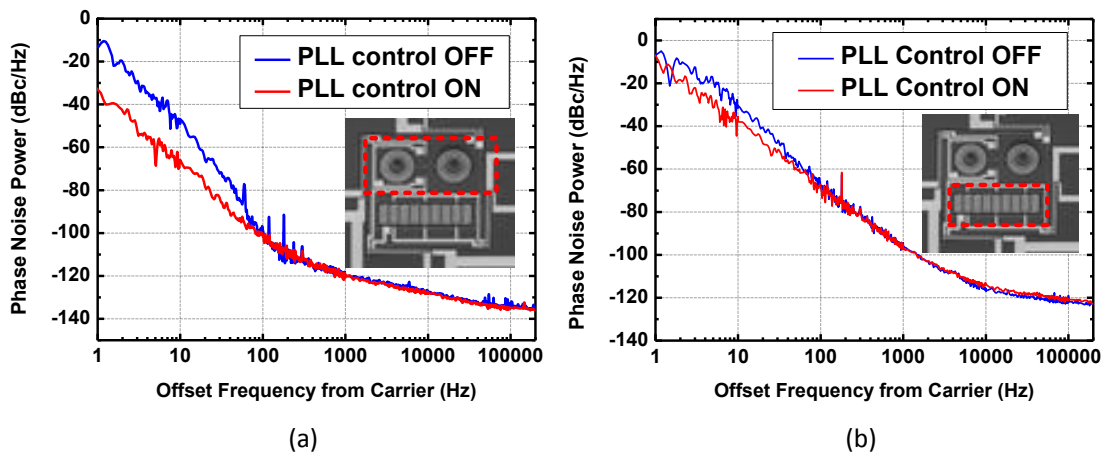 PLL control OFF
PLL control ON
Phase Noise Power (dBc/Hz)
0
-20
-40
-60
-80
-100
-120
-140
1
10
100
1000
10000
100000
Offset Frequency from Carrier (Hz)
(a)
PLL Control OFF
PLL Control ON
Phase Noise Power (dBc/Hz)
0
-20
-40
-60
-80
-100
-120
-140
1
10
100
1000
10000
100000
Offset Frequency from Carrier (Hz)
(b)